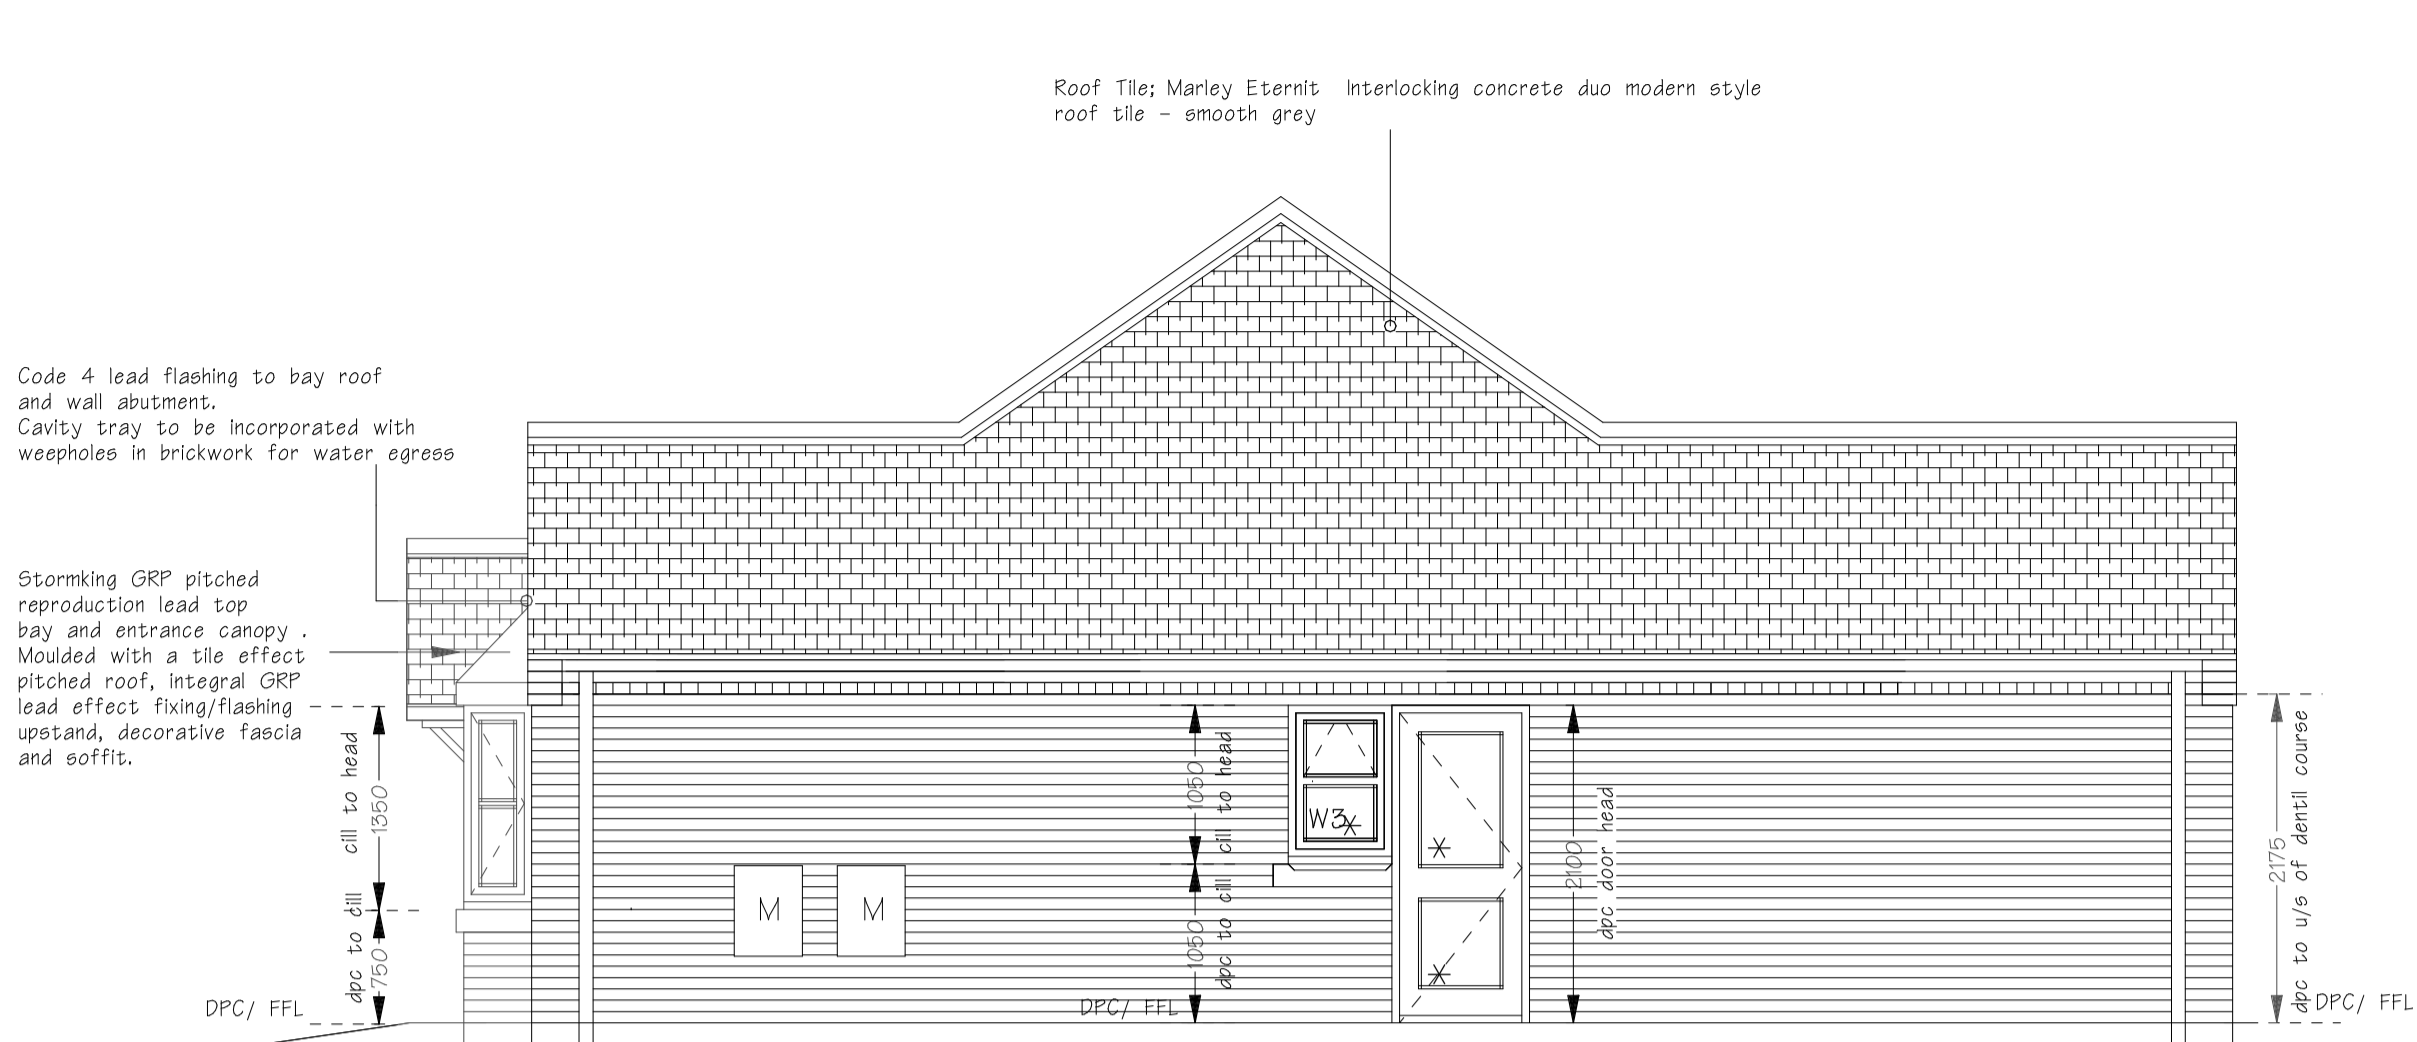 Roof Tile; Marley Eternit Interlocking concrete duo modern style
roof tile - smooth grey
Code 4 lead flashing to bay roof
and wall abutment.
Cavity tray to be incorporated with
weepholes in brickwork for water egress
Stormking GRP pitched
reproduction lead top
bay and entrance canopy .
Moulded with a tile effect
pitched roof, integral GRP
lead effect fixing/flashing
upstand, decorative fascia
and soffit.
cill to head
1350
dpc to cill
750
DPC/ FFL
M
M
1050
cill to head
1050
dpc to cill
DPC/ FFL
W3
2100
dpc door head
2175
dpc to u/s of dentil course
DPC/ FFL